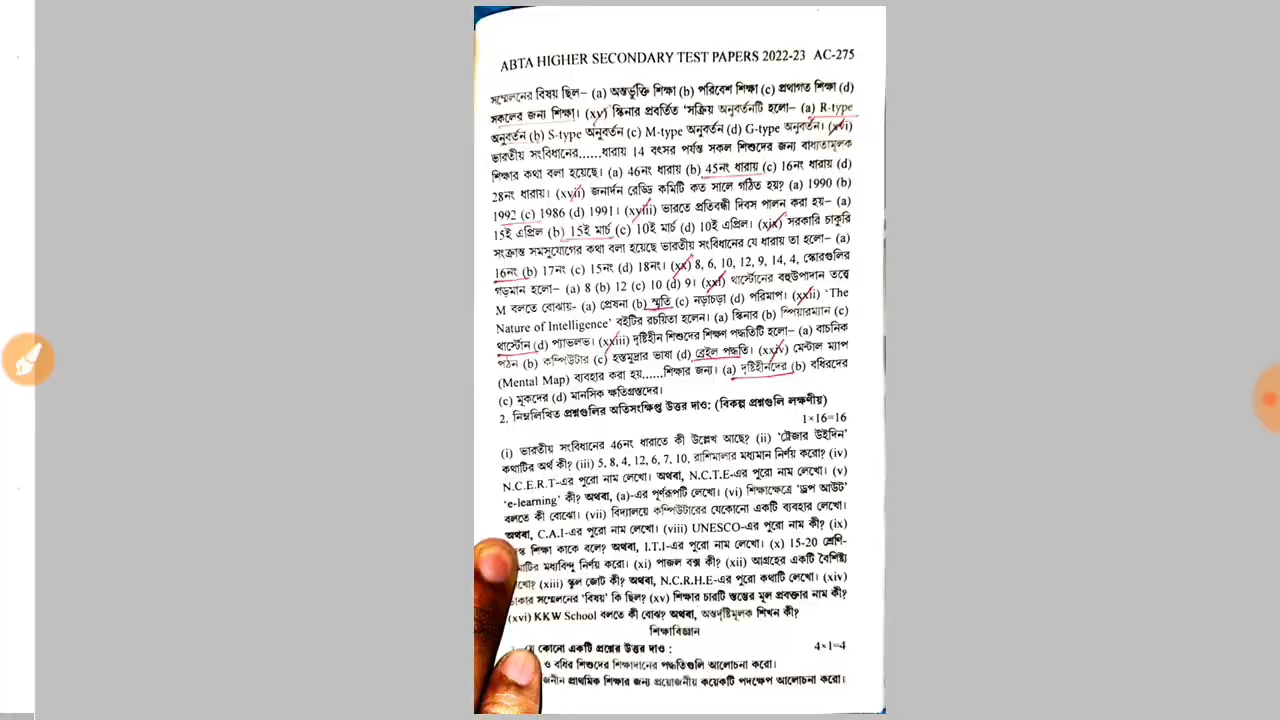 ABTA HIGHER SECONDARY TEST PAPERS 2022-23 AC-275
সম্মেলনের বিষয় ছিল– (a) অন্তর্ভুক্তি শিক্ষা (b) পরিবেশ শিক্ষা (c) প্রথাগত শিক্ষা (d)
সকলের জন্য শিক্ষা। (xv) স্কিনার প্রবর্তিত 'সক্রিয় অনুবর্তনটি হলো– (a) R-type
অনুবর্তন (b) S-type অনুবর্তন (c) M-type অনুবর্তন (d) G-type অনুবর্তন। (xvi)
ভারতীয় সংবিধানের......ধারায় 14 বৎসর পর্যন্ত সকল শিশুদের জন্য বাধ্যতামূলক
শিক্ষার কথা বলা হয়েছে। (a) 46নং ধারায় (b) 45নং ধারায় (c) 16নং ধারায় (d)
28নং ধারায়। (xvii) জনার্দন রেড্ডি কমিটি কত সালে গঠিত হয়? (a) 1990 (b)
1992 (c) 1986 (d) 1991। (xviii) ভারতে প্রতিবন্ধী দিবস পালন করা হয়– (a)
15ই এপ্রিল (b) 15ই মার্চ (c) 10ই মার্চ (d) 10ই এপ্রিল। (xix) সরকারি চাকুরি
সংক্রান্ত সমসুযোগের কথা বলা হয়েছে ভারতীয় সংবিধানের যে ধারায় তা হলো– (a)
16নং (b) 17নং (c) 15নং (d) 18নং। (xx) 8, 6, 10, 12, 9, 14, 4, স্কোরগুলির
গড়মান হলো– (a) 8 (b) 12 (c) 10 (d) 9। (xxi) থার্স্টোনের বহুউপাদান তত্ত্বে
M বলতে বোঝায়- (a) প্রেষনা (b) স্মৃতি (c) নড়াচড়া (d) পরিমাপ। (xxii) 'The
Nature of Intelligence' বইটির রচয়িতা হলেন। (a) স্কিনার (b) স্পিয়ারম্যান (c)
থার্স্টোন (d) প্যাভলভ। (xxiii) দৃষ্টিহীন শিশুদের শিক্ষণ পদ্ধতিটি হলো– (a) বাচনিক
পঠন (b) কম্পিউটার (c) হস্তমুদ্রার ভাষা (d) ব্রেইল পদ্ধতি। (xxiv) মেন্টাল ম্যাপ
(Mental Map) ব্যবহার করা হয়......শিক্ষার জন্য। (a) দৃষ্টিহীনদের (b) বধিরদের
(c) মূকদের (d) মানসিক ক্ষতিগ্রস্তদের।
2. নিম্নলিখিত প্রশ্নগুলির অতিসংক্ষিপ্ত উত্তর দাও: (বিকল্প প্রশ্নগুলি লক্ষণীয়)
1×16=16
(i) ভারতীয় সংবিধানের 46নং ধারাতে কী উল্লেখ আছে? (ii) 'ট্রেজার উইদিন'
কথাটির অর্থ কী? (iii) 5, 8, 4, 12, 6, 7, 10, রাশিমালার মধ্যমান নির্ণয় করো? (iv)
N.C.E.R.T-এর পুরো নাম লেখো। অথবা, N.C.T.E-এর পুরো নাম লেখো। (v)
'e-learning' কী? অথবা, (a)-এর পূর্ণরূপটি লেখো। (vi) শিক্ষাক্ষেত্রে 'ড্রপ আউট'
বলতে কী বোঝো। (vii) বিদ্যালয়ে কম্পিউটারের যেকোনো একটি ব্যবহার লেখো।
অথবা, C.A.I-এর পুরো নাম লেখো। (viii) UNESCO-এর পুরো নাম কী? (ix)
শিক্ষা কাকে বলে? অথবা, I.T.I-এর পুরো নাম লেখো। (x) 15-20 শ্রেণি-
মাটির মধ্যবিন্দু নির্ণয় করো। (xi) পাজল বক্স কী? (xii) আগ্রহের একটি বৈশিষ্ট্য
(xiii) স্কুল জোট কী? অথবা, N.C.R.H.E-এর পুরো কথাটি লেখো। (xiv)
ঢাকার সম্মেলনের 'বিষয়' কি ছিল? (xv) শিক্ষার চারটি স্তম্ভের মূল প্রবক্তার নাম কী?
(xvi) KKW School বলতে কী বোঝ? অথবা, অন্তর্দৃষ্টিমূলক শিখন কী?
শিক্ষাবিজ্ঞান
যে কোনো একটি প্রশ্নের উত্তর দাও : 4×1=4
ও বধির শিশুদের শিক্ষাদানের পদ্ধতিগুলি আলোচনা করো।
জনীন প্রাথমিক শিক্ষার জন্য প্রয়োজনীয় কয়েকটি পদক্ষেপ আলোচনা করো।